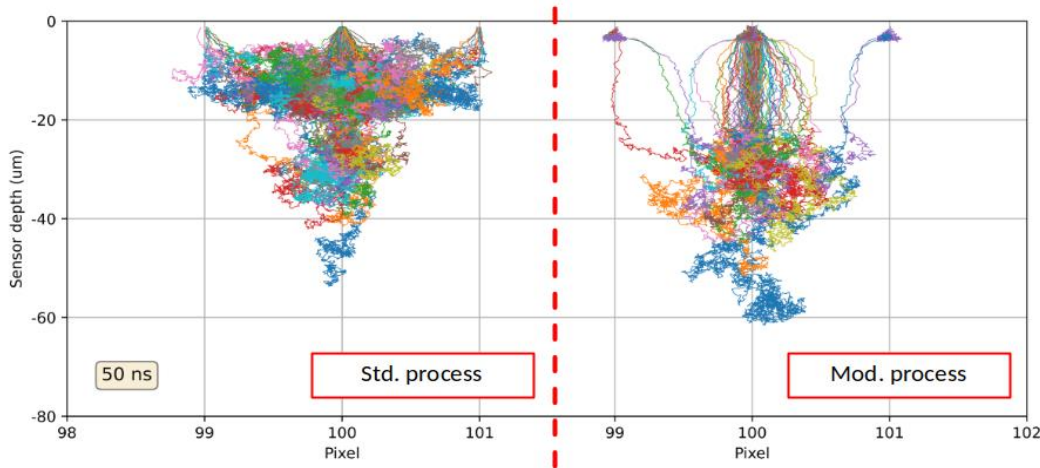 0
-20
-40
-60
-80
Sensor depth (um)
50 ns
Std. process
Mod. process
98 99 100 101 99 100 101 102
Pixel Pixel